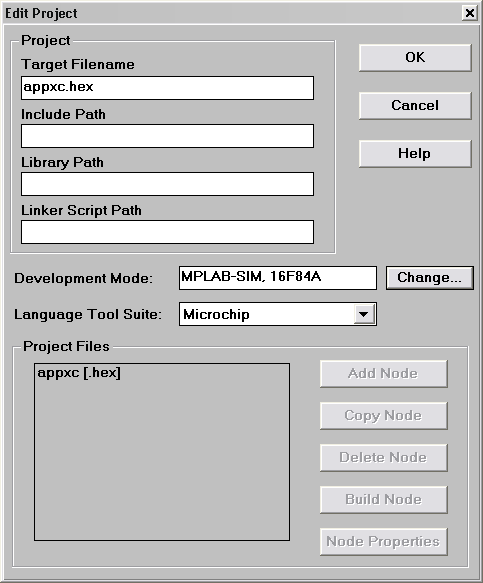 Edit Project
Project
Target Filename
appxc.hex
Include Path
Library Path
Linker Script Path
OK
Cancel
Help
Development Mode:
MPLAB-SIM, 16F84A
Change...
Language Tool Suite:
Microchip
Project Files
appxc [.hex]
Add Node
Copy Node
Delete Node
Build Node
Node Properties